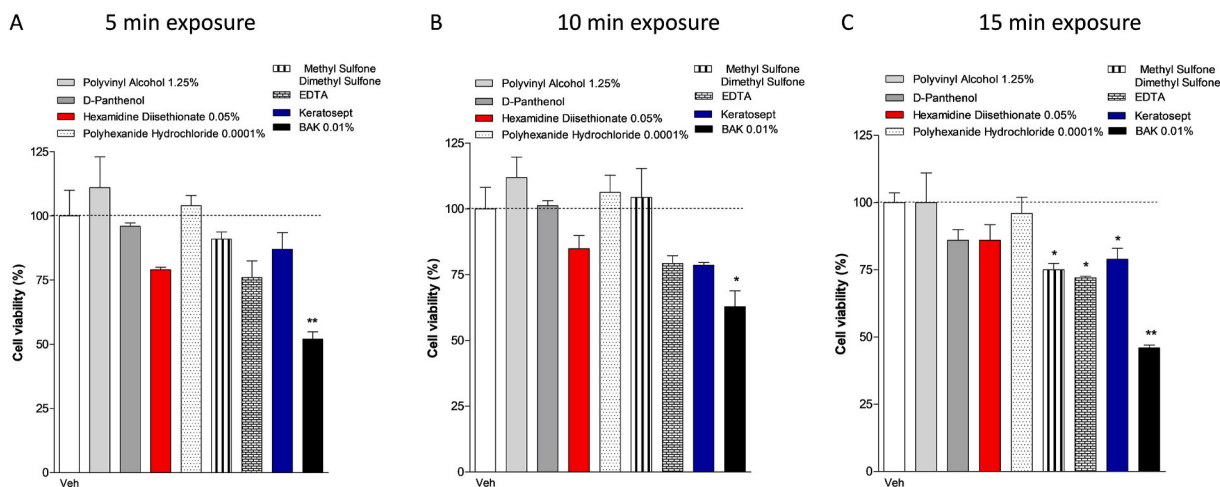 A
5 min exposure
Polyvinyl Alcohol 1.25%
D-Panthenol
Hexamidine Diisethionate 0.05%
Polyhexanide Hydrochloride 0.0001%
Methyl Sulfone
Dimethyl Sulfone
EDTA
Keratosept
BAK 0.01%
Cell viability (%)
125
100
75
50
25
0
**
Veh
B
10 min exposure
Polyvinyl Alcohol 1.25%
D-Panthenol
Hexamidine Diisethionate 0.05%
Polyhexanide Hydrochloride 0.0001%
Methyl Sulfone
Dimethyl Sulfone
EDTA
Keratosept
BAK 0.01%
Cell viability (%)
125
100
75
50
25
0
*
Veh
C
15 min exposure
Polyvinyl Alcohol 1.25%
D-Panthenol
Hexamidine Diisethionate 0.05%
Polyhexanide Hydrochloride 0.0001%
Methyl Sulfone
Dimethyl Sulfone
EDTA
Keratosept
BAK 0.01%
Cell viability (%)
125
100
75
50
25
0
*
*
*
**
Veh